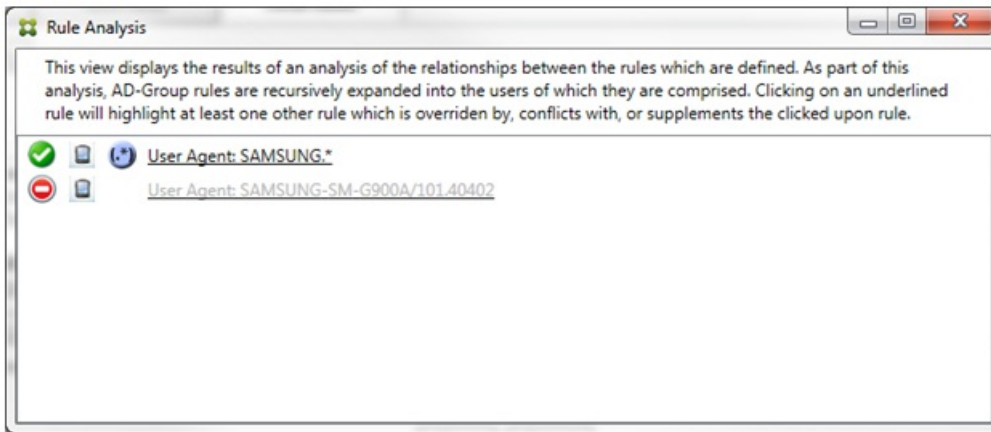 Rule Analysis
This view displays the results of an analysis of the relationships between the rules which are defined. As part of this
analysis, AD-Group rules are recursively expanded into the users of which they are comprised. Clicking on an underlined
rule will highlight at least one other rule which is overriden by, conflicts with, or supplements the clicked upon rule.
(.*) User Agent: SAMSUNG.*
User Agent: SAMSUNG-SM-G900A/101.40402